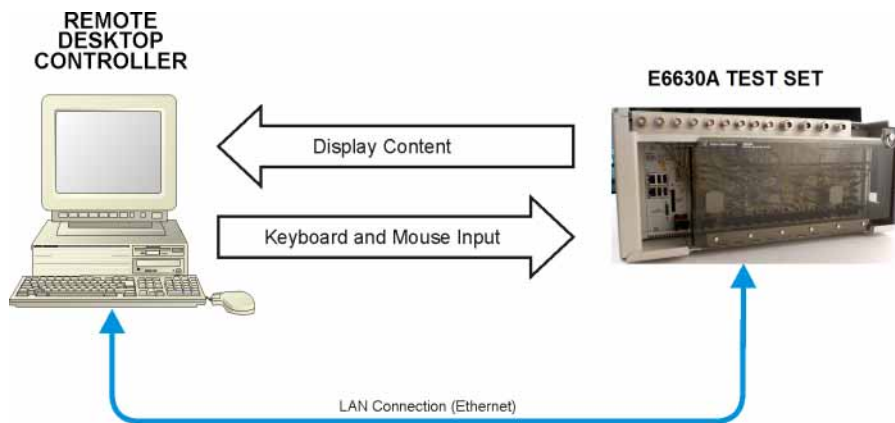 REMOTE
DESKTOP
CONTROLLER
E6630A TEST SET
Display Content
Keyboard and Mouse Input
LAN Connection (Ethernet)